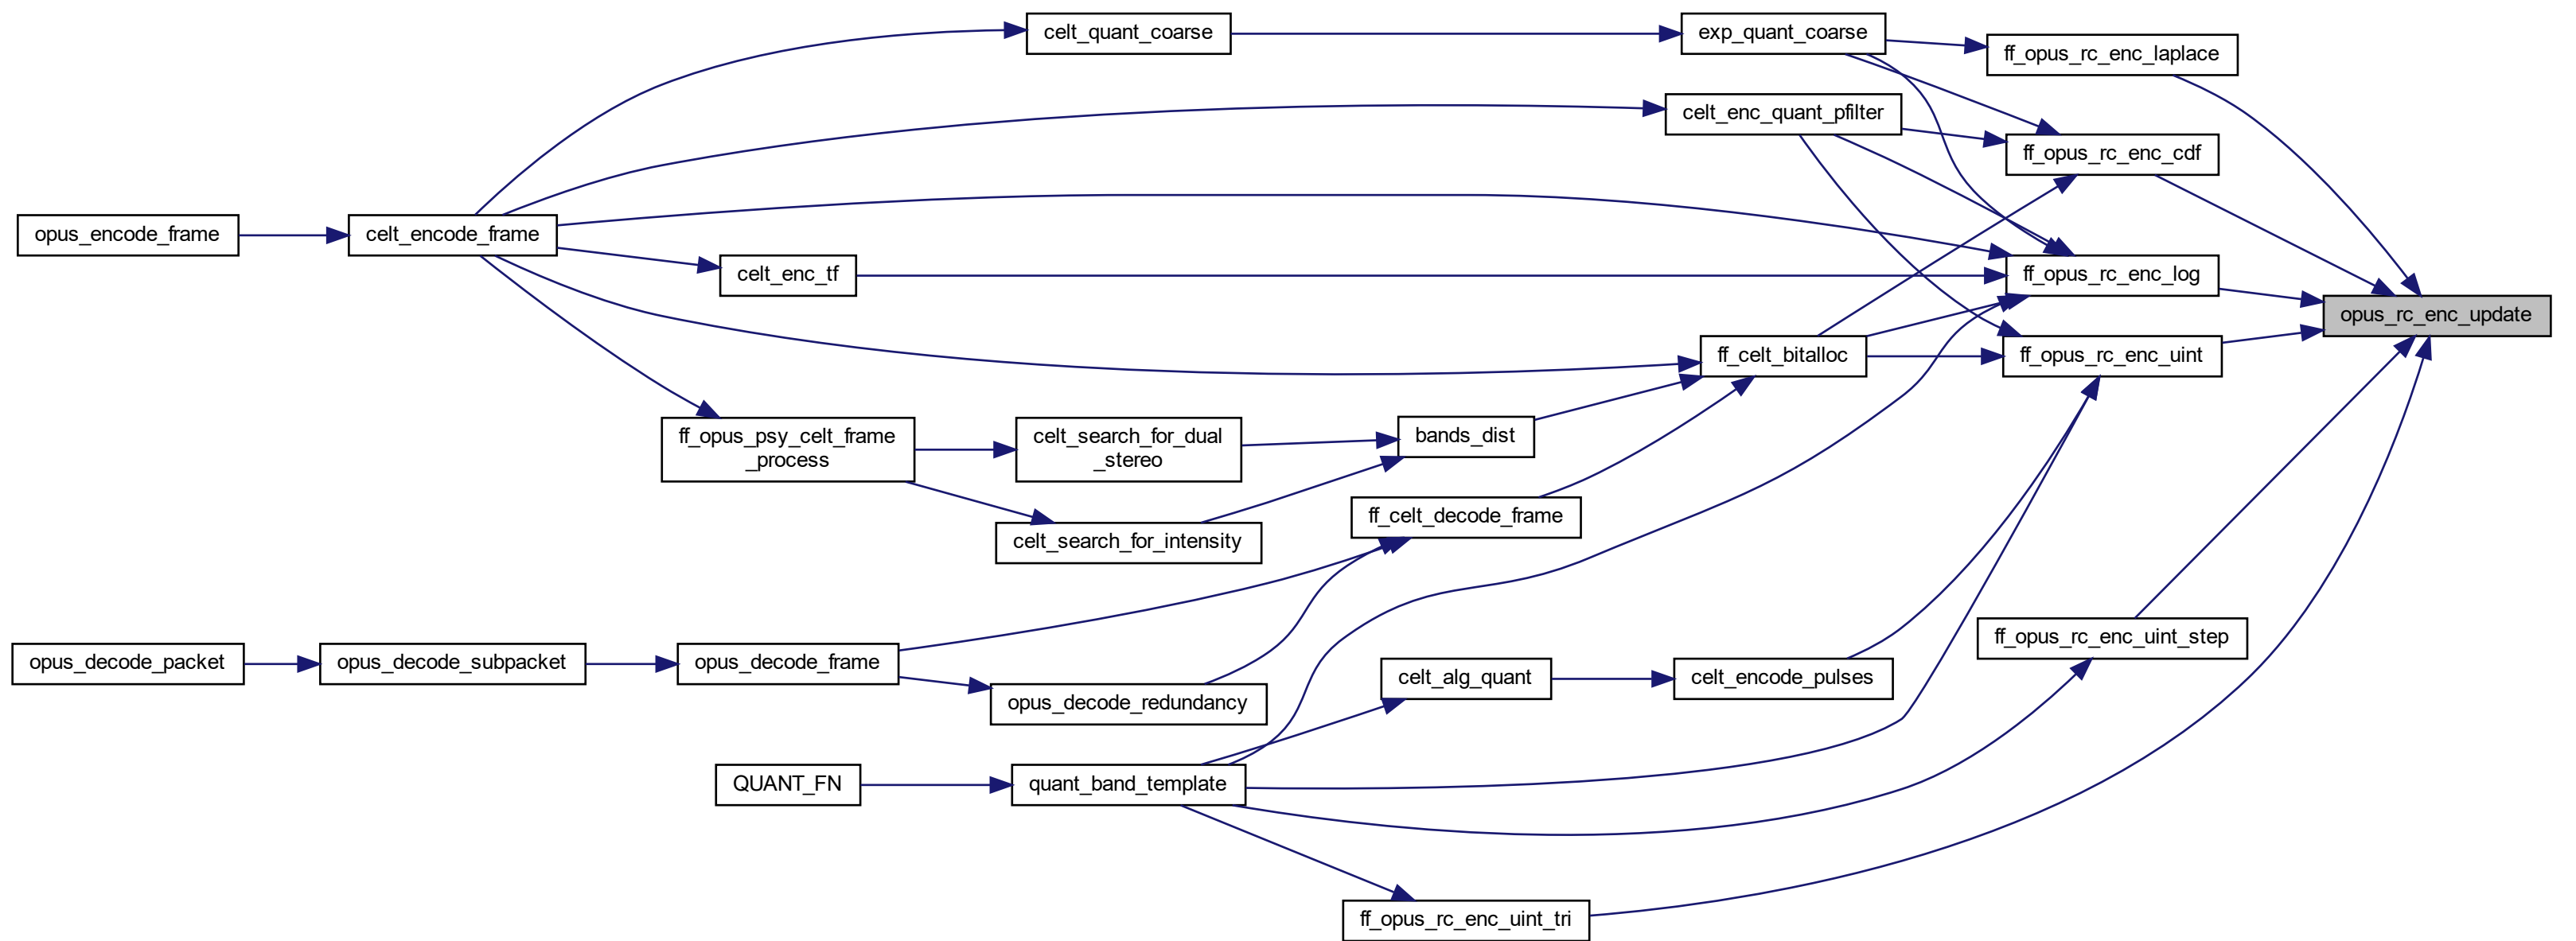 celt_quant_coarse
exp_quant_coarse
ff_opus_rc_enc_laplace
celt_enc_quant_pfilter
ff_opus_rc_enc_cdf
opus_encode_frame
celt_encode_frame
celt_enc_tf
ff_opus_rc_enc_log
opus_rc_enc_update
ff_celt_bitalloc
ff_opus_rc_enc_uint
ff_opus_psy_celt_frame
_process
celt_search_for_dual
_stereo
bands_dist
celt_search_for_intensity
ff_celt_decode_frame
ff_opus_rc_enc_uint_step
opus_decode_packet
opus_decode_subpacket
opus_decode_frame
opus_decode_redundancy
celt_alg_quant
celt_encode_pulses
QUANT_FN
quant_band_template
ff_opus_rc_enc_uint_tri